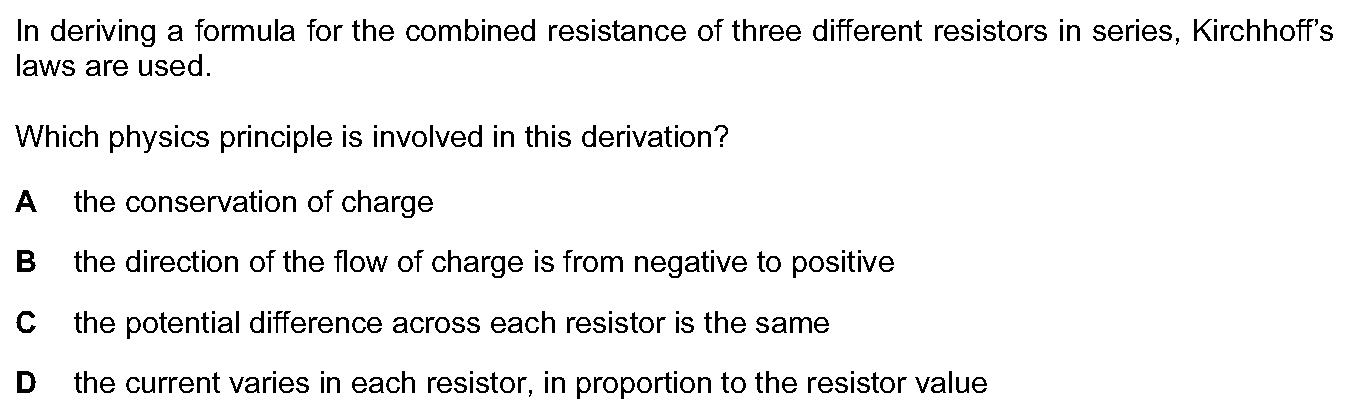 In deriving a formula for the combined resistance of three different resistors in series, Kirchhoff's
laws are used.
Which physics principle is involved in this derivation?
A the conservation of charge
B the direction of the flow of charge is from negative to positive
C the potential difference across each resistor is the same
D the current varies in each resistor, in proportion to the resistor value